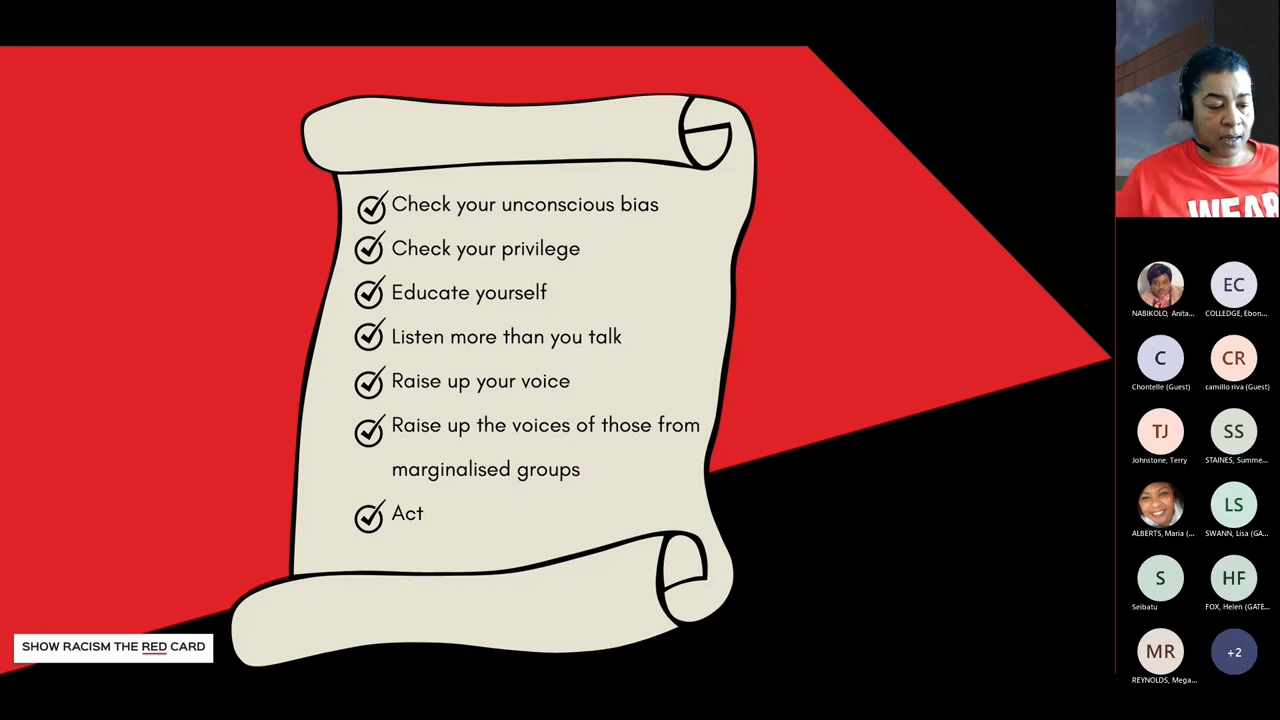 Check your unconscious bias
Check your privilege
Educate yourself
Listen more than you talk
Raise up your voice
Raise up the voices of those from
marginalised groups
Act
SHOW RACISM THE RED CARD
WEAR
NABIKOLO, Anita...
EC
COLLEDGE, Ebon...
C
Chontelle (Guest)
CR
camillo riva (Guest)
TJ
Johnstone, Terry
SS
STAINES, Summe...
ALBERTS, Maria (...
LS
SWANN, Lisa (GA...
S
Seibatu
HF
FOX, Helen (GATE...
MR
REYNOLDS, Mega...
+2